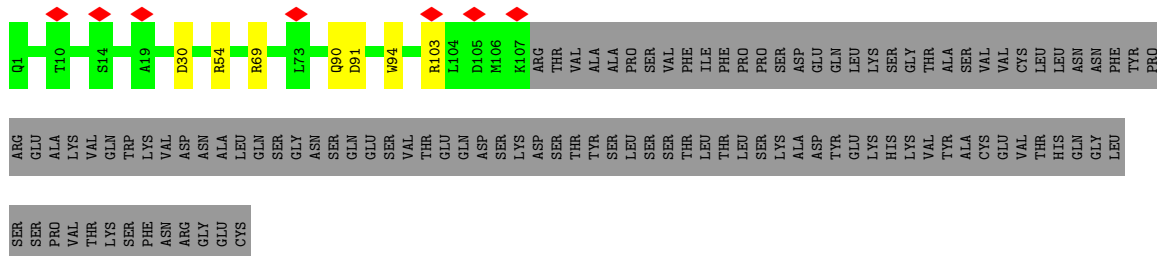 Q1 T10 S14 A19 D30 R54 R69 L73 Q90 D91 W94 R103 L104 D105 M106 K107 ARG THR VAL ALA ALA PRO SER VAL PHE ILE PHE PRO PRO SER ASP GLU GLN LEU LYS SER GLY THR ALA SER VAL VAL CYS LEU LEU ASN ASN PHE TYR PRO
ARG GLU ALA LYS VAL GLN TRP LYS VAL ASP ASN ALA LEU GLN SER GLY ASN SER GLN GLU SER VAL THR GLU GLN ASP SER LYS ASP SER THR TYR SER LEU SER SER THR LEU THR LEU SER LYS ALA ASP TYR GLU LYS HIS LYS VAL TYR ALA CYS GLU VAL THR HIS GLN GLY LEU
SER SER PRO VAL THR LYS SER PHE ASN ARG GLY GLU CYS